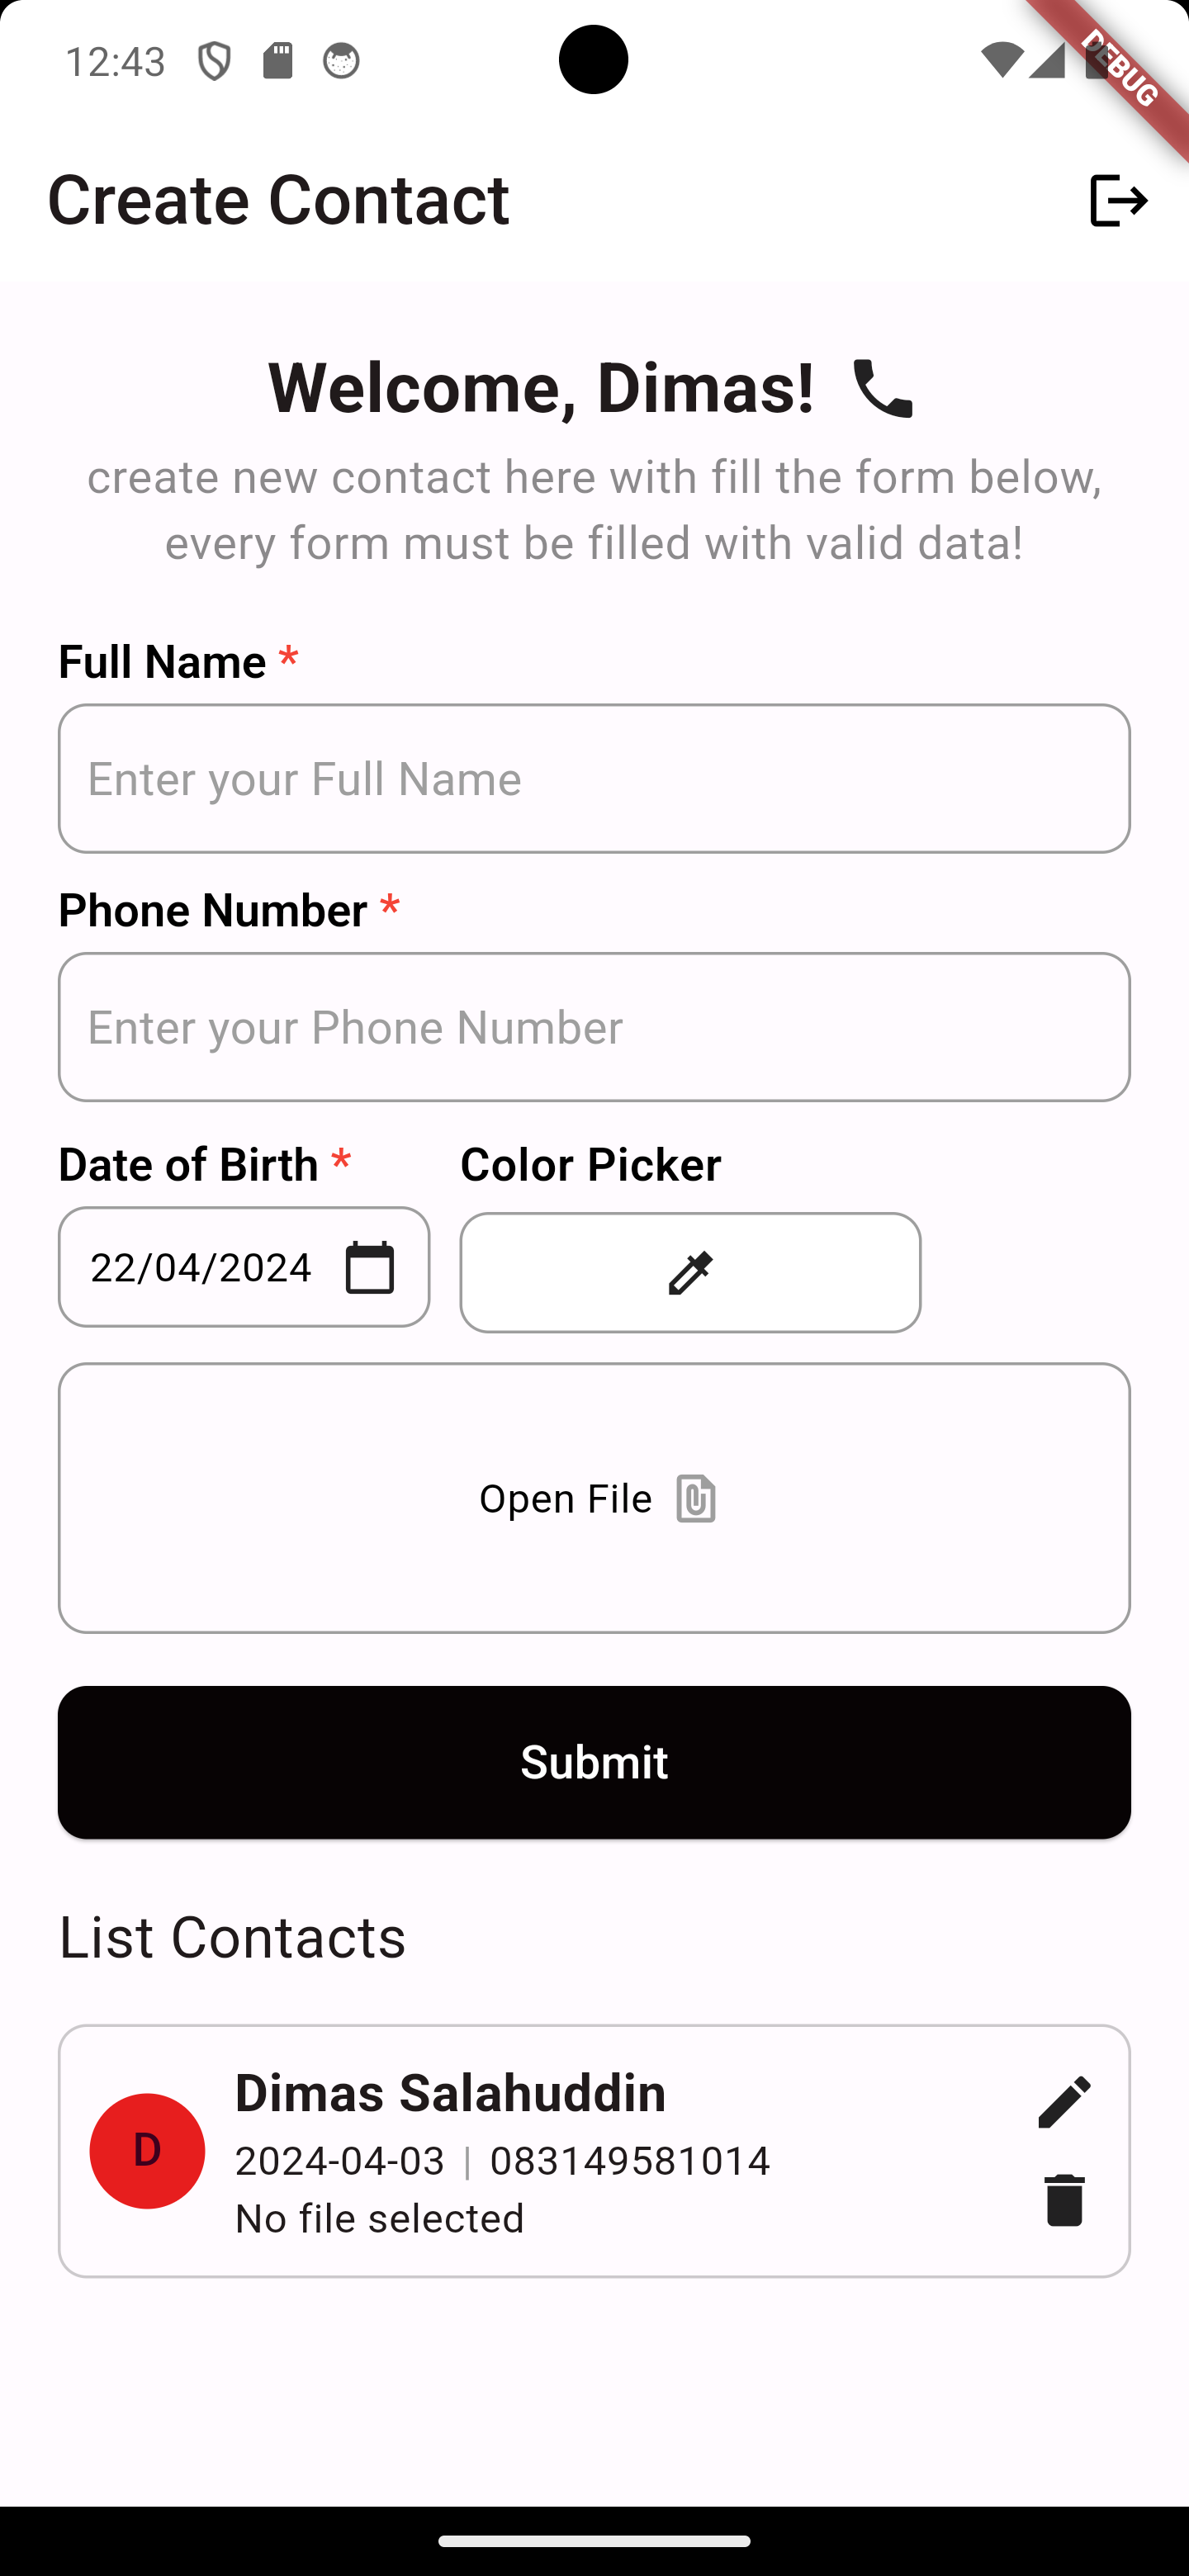 12:43
DEBUG
Create Contact
Welcome, Dimas!
create new contact here with fill the form below,
every form must be filled with valid data!
Full Name *
Enter your Full Name
Phone Number *
Enter your Phone Number
Date of Birth * Color Picker
22/04/2024
Open File
Submit
List Contacts
D
Dimas Salahuddin
2024-04-03 | 083149581014
No file selected